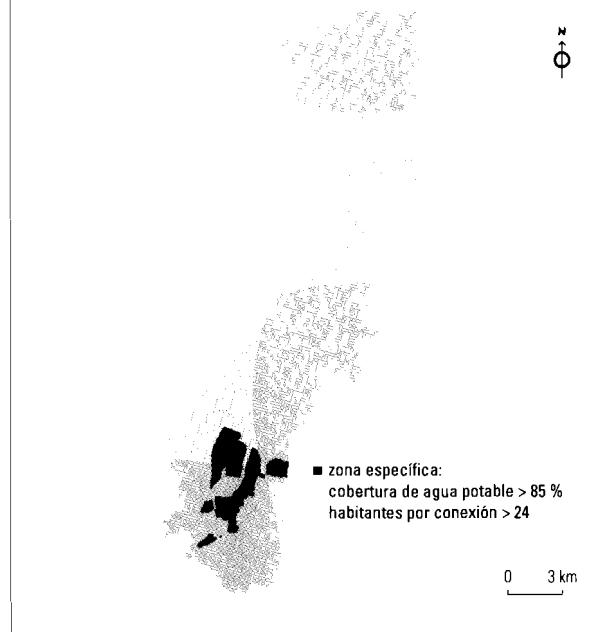 N
■ zona específica:
cobertura de agua potable > 85 %
habitantes por conexión > 24
0 3 km